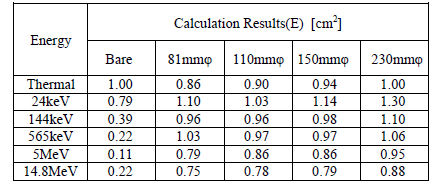 Energy
Calculation Results(E) [cm²]
Bare 81mmφ 110mmφ 150mmφ 230mmφ
Thermal 1.00 0.86 0.90 0.94 1.00
24keV 0.79 1.10 1.03 1.14 1.30
144keV 0.39 0.96 0.96 0.98 1.10
565keV 0.22 1.03 0.97 0.97 1.06
5MeV 0.11 0.79 0.86 0.86 0.95
14.8MeV 0.22 0.75 0.78 0.79 0.88